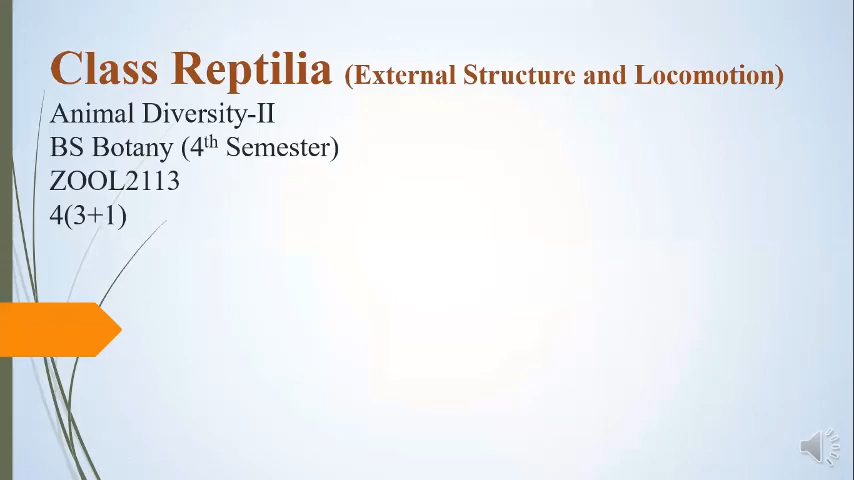 Class Reptilia (External Structure and Locomotion)
Animal Diversity-II
BS Botany (4th Semester)
ZOOL2113
4(3+1)